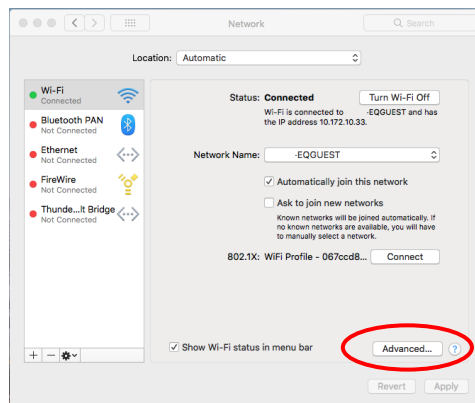 Network
Search
Location: Automatic
Wi-Fi
Connected
Bluetooth PAN
Not Connected
Ethernet
Not Connected
FireWire
Not Connected
Thunde...lt Bridge
Not Connected
Status: Connected
Turn Wi-Fi Off
Wi-Fi is connected to -EQGUEST and has
the IP address 10.172.10.33.
Network Name: -EQGUEST
Automatically join this network
Ask to join new networks
Known networks will be joined automatically. If
no known networks are available, you will have
to manually select a network.
802.1X: WiFi Profile - 067ccd8... Connect
Show Wi-Fi status in menu bar
Advanced... ?
Revert Apply